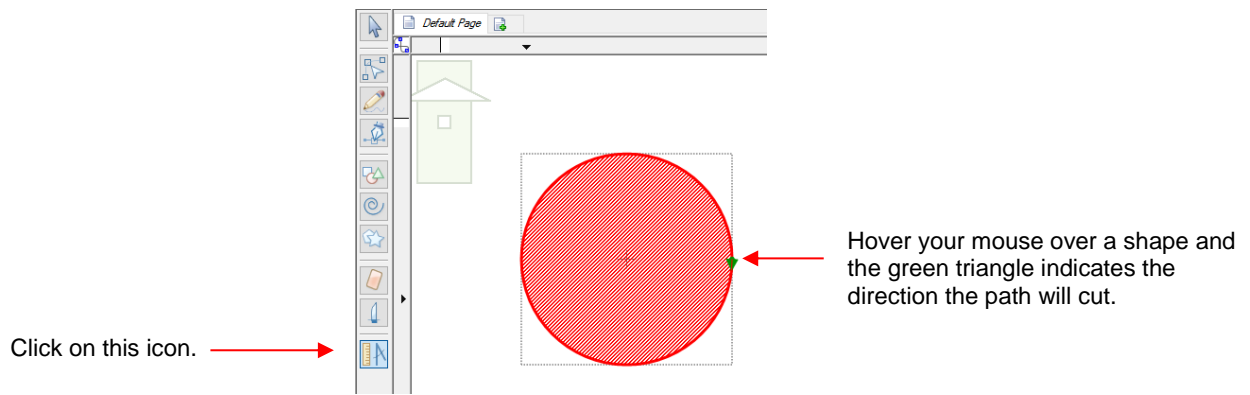 Default Page
Hover your mouse over a shape and
the green triangle indicates the
direction the path will cut.
Click on this icon.